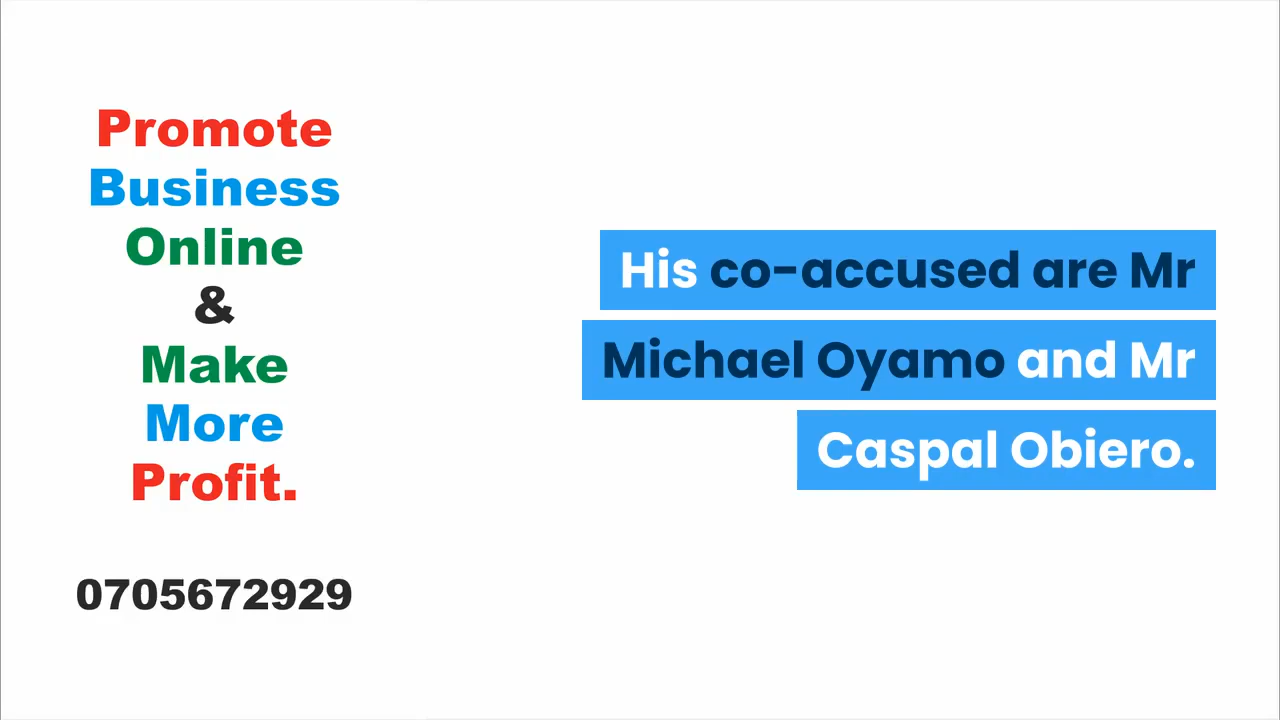 Promote
Business
Online
&
Make
More
Profit.
0705672929
His co-accused are Mr
Michael Oyamo and Mr
Caspal Obiero.